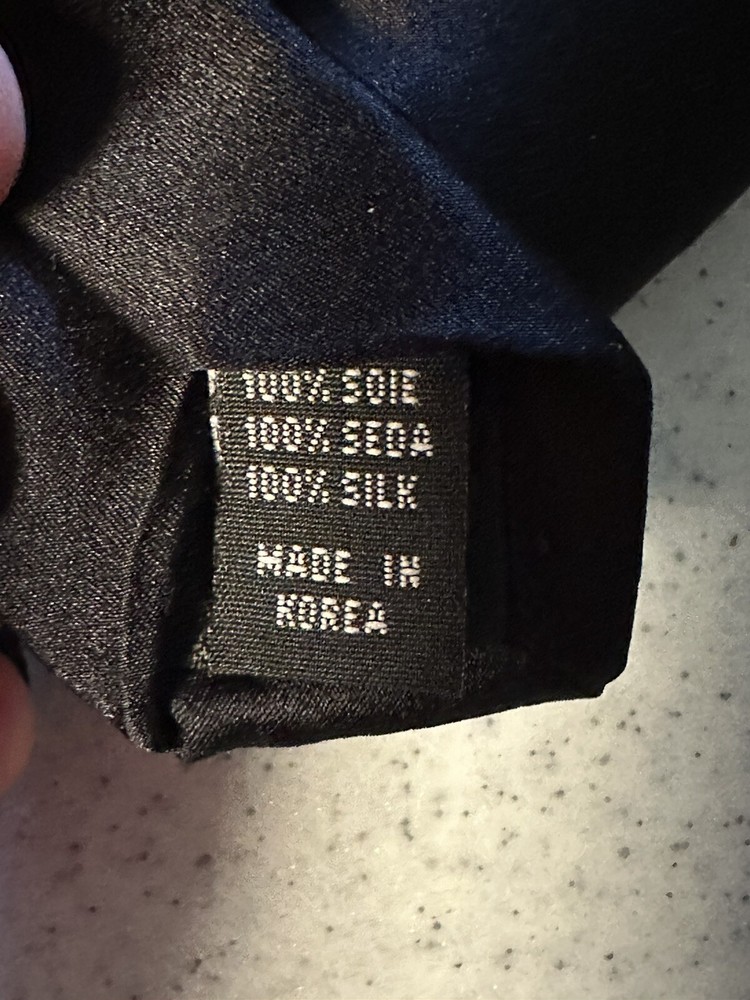 100% SOIE
100% SEDA
100% SILK
MADE IN
KOREA